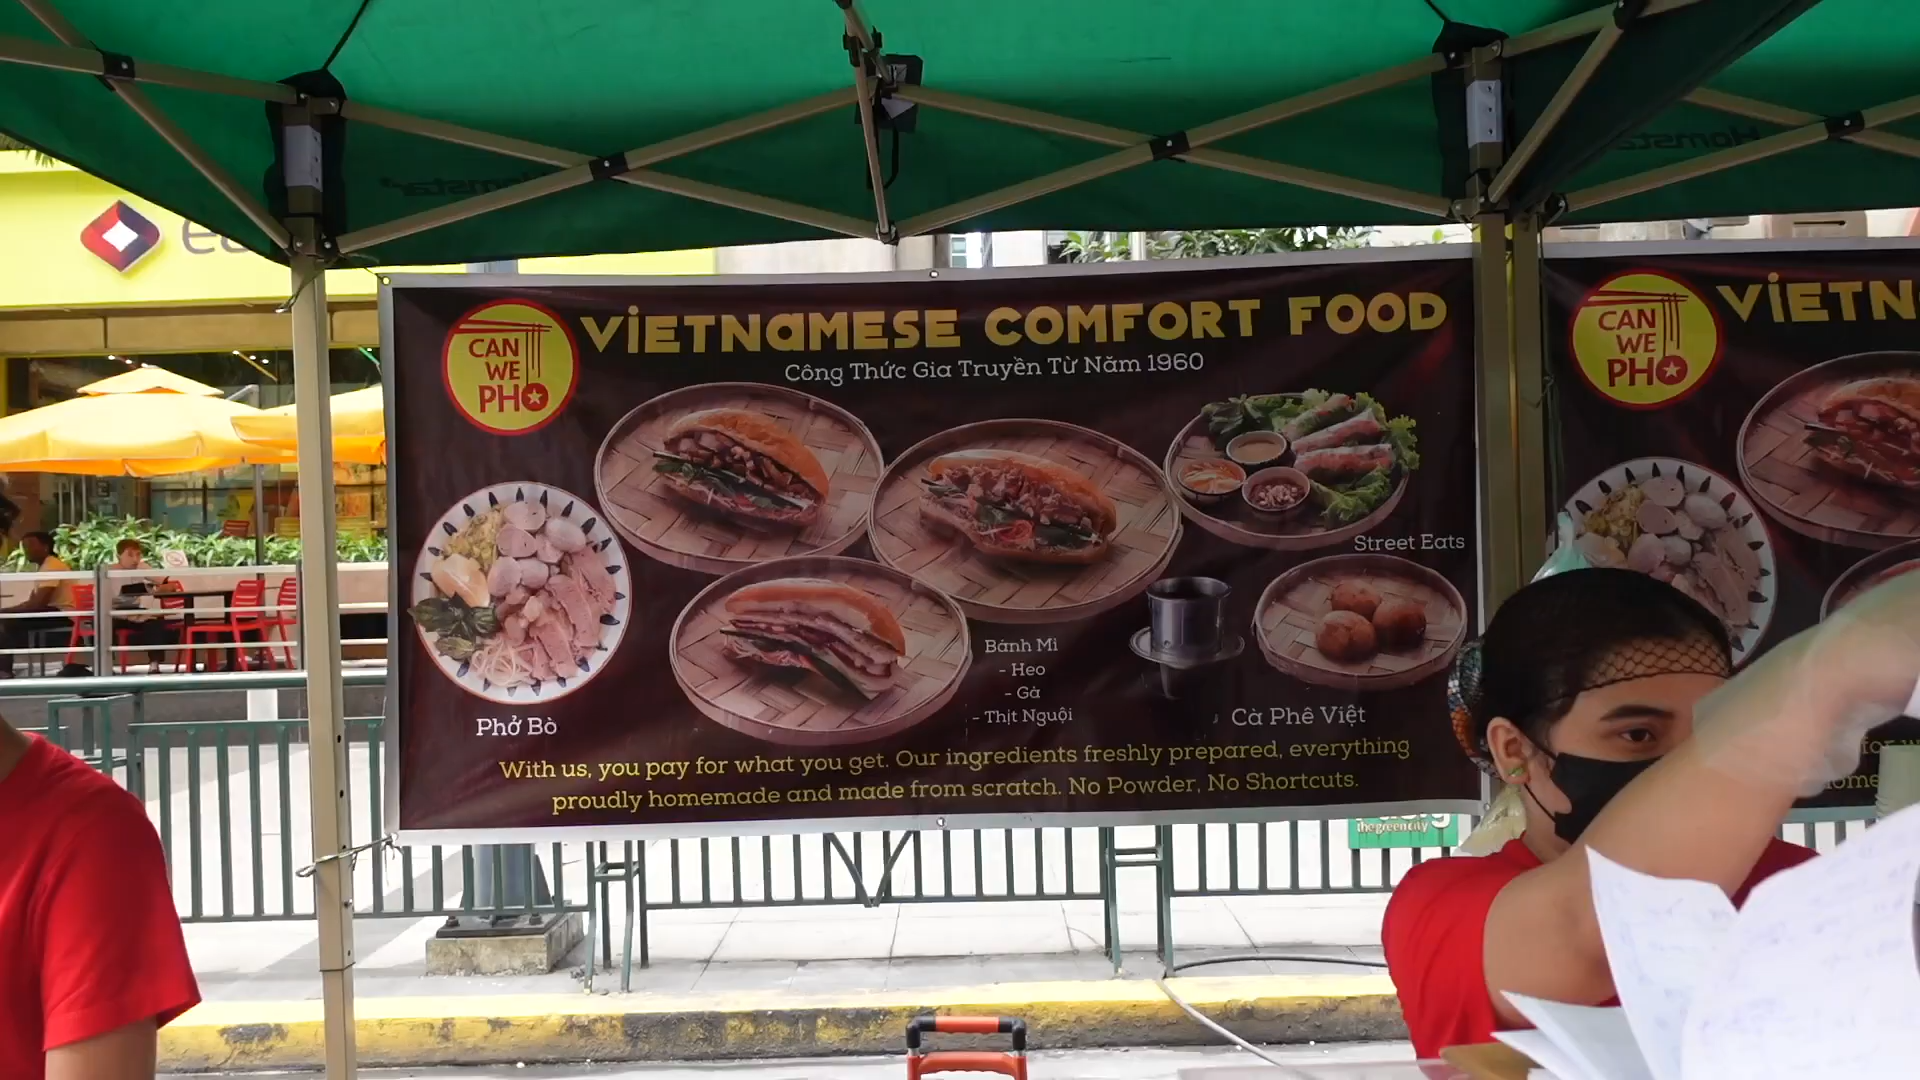 CAN
WE
PHO
VIETNAMESE COMFORT FOOD
Công Thức Gia Truyền Từ Năm 1960
Street Eats
Bánh Mì
- Heo
- Gà
- Thịt Nguội
Phở Bò
Cà Phê Việt
With us, you pay for what you get. Our ingredients freshly prepared, everything
proudly homemade and made from scratch. No Powder, No Shortcuts.
CAN
WE
PHO
VIETN
thegreencity